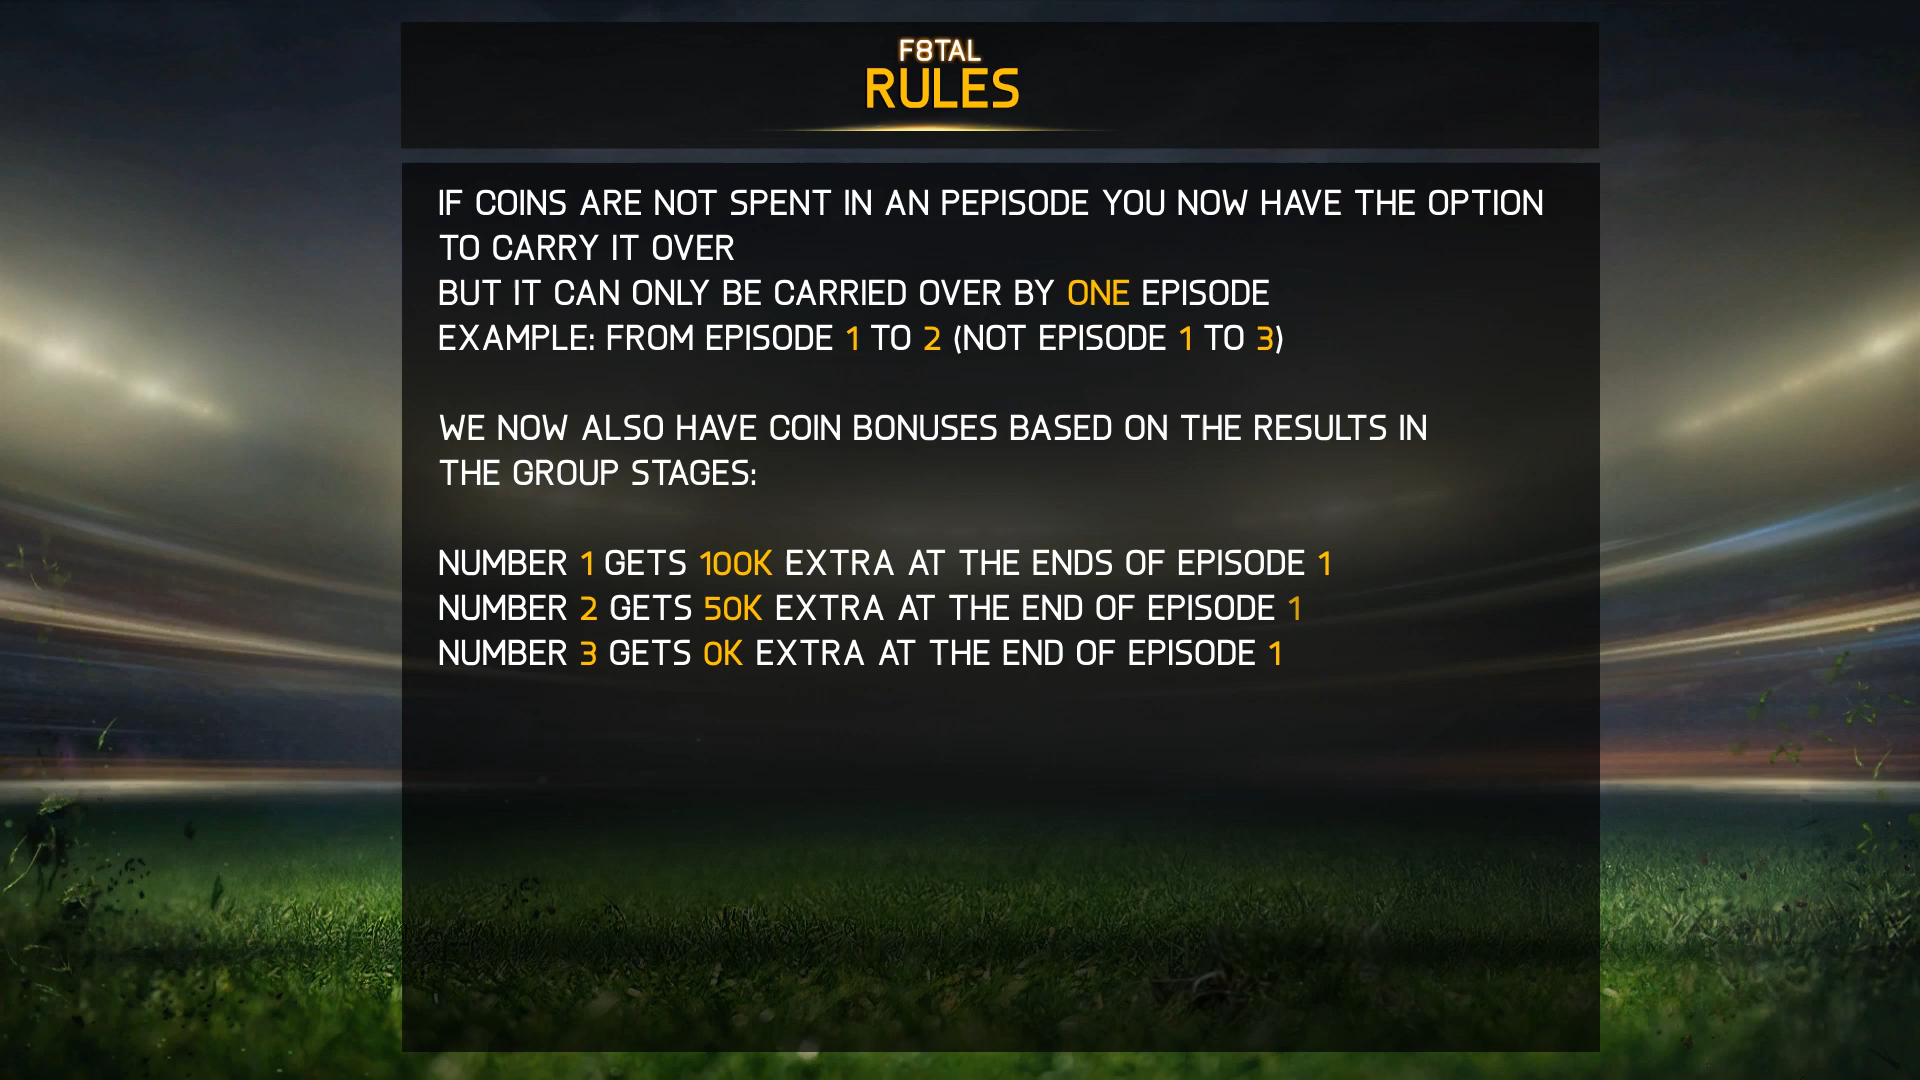 F8TAL
RULES
IF COINS ARE NOT SPENT IN AN PEPISODE YOU NOW HAVE THE OPTION
TO CARRY IT OVER
BUT IT CAN ONLY BE CARRIED OVER BY ONE EPISODE
EXAMPLE: FROM EPISODE 1 TO 2 (NOT EPISODE 1 TO 3)
WE NOW ALSO HAVE COIN BONUSES BASED ON THE RESULTS IN
THE GROUP STAGES:
NUMBER 1 GETS 100K EXTRA AT THE ENDS OF EPISODE 1
NUMBER 2 GETS 50K EXTRA AT THE END OF EPISODE 1
NUMBER 3 GETS 0K EXTRA AT THE END OF EPISODE 1